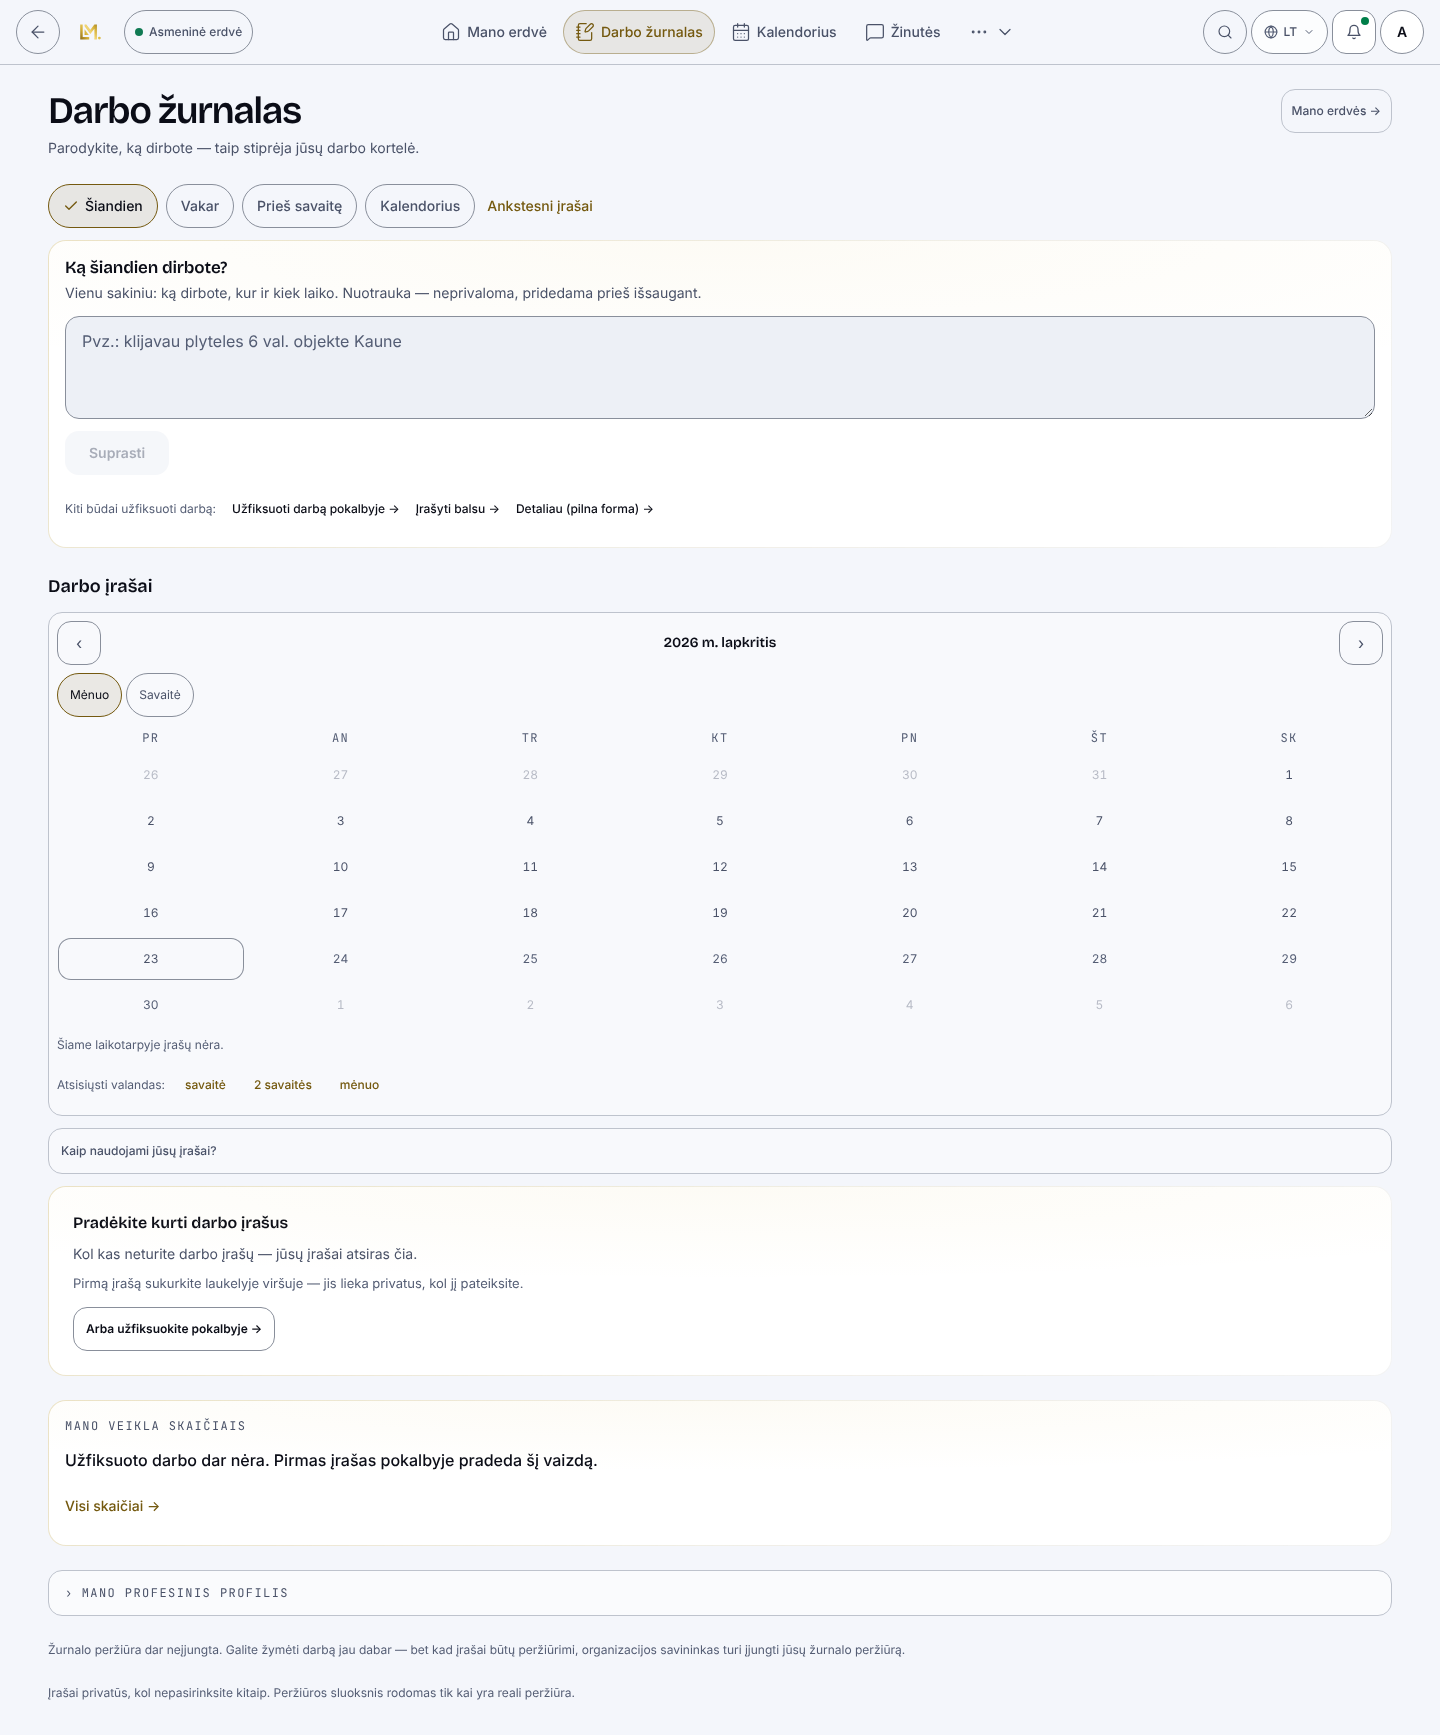 LM.
Asmeninė erdvė
Mano erdvė
Darbo žurnalas
Kalendorius
Žinutės
LT
A
Darbo žurnalas
Mano erdvės →
Parodykite, ką dirbote — taip stiprėja jūsų darbo kortelė.
Šiandien
Vakar
Prieš savaitę
Kalendorius
Ankstesni įrašai
Ką šiandien dirbote?
Vienu sakiniu: ką dirbote, kur ir kiek laiko. Nuotrauka — neprivaloma, pridedama prieš išsaugant.
Pvz.: klijavau plyteles 6 val. objekte Kaune
Suprasti
Kiti būdai užfiksuoti darbą: Užfiksuoti darbą pokalbyje → Įrašyti balsu → Detaliau (pilna forma) →
Darbo įrašai
‹ 2026 m. lapkritis ›
Mėnuo Savaitė
PR AN TR KT PN ŠT SK
26 27 28 29 30 31 1
2 3 4 5 6 7 8
9 10 11 12 13 14 15
16 17 18 19 20 21 22
23 24 25 26 27 28 29
30 1 2 3 4 5 6
Šiame laikotarpyje įrašų nėra.
Atsisiųsti valandas: savaitė 2 savaitės mėnuo
Kaip naudojami jūsų įrašai?
Pradėkite kurti darbo įrašus
Kol kas neturite darbo įrašų — jūsų įrašai atsiras čia.
Pirmą įrašą sukurkite laukelyje viršuje — jis lieka privatus, kol jį pateiksite.
Arba užfiksuokite pokalbyje →
MANO VEIKLA SKAIČIAIS
Užfiksuoto darbo dar nėra. Pirmas įrašas pokalbyje pradeda šį vaizdą.
Visi skaičiai →
› MANO PROFESINIS PROFILIS
Žurnalo peržiūra dar neįjungta. Galite žymėti darbą jau dabar — bet kad įrašai būtų peržiūrimi, organizacijos savininkas turi įjungti jūsų žurnalo peržiūrą.
Įrašai privatūs, kol nepasirinksite kitaip. Peržiūros sluoksnis rodomas tik kai yra reali peržiūra.